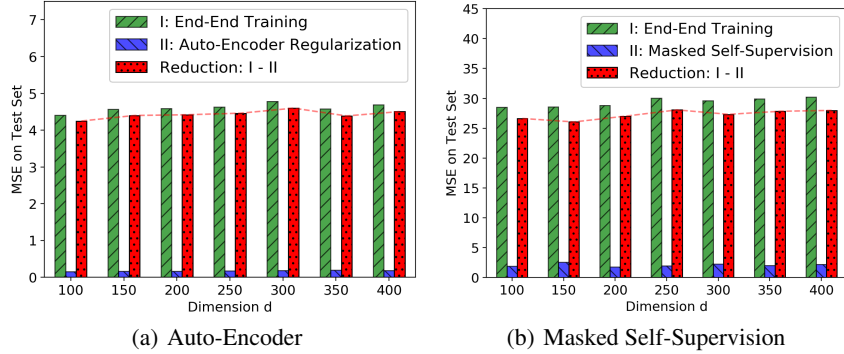 I: End-End Training
II: Auto-Encoder Regularization
Reduction: I - II
MSE on Test Set
7
6
5
4
3
2
1
0
100 150 200 250 300 350 400
Dimension d
(a) Auto-Encoder
I: End-End Training
II: Masked Self-Supervision
Reduction: I - II
MSE on Test Set
45
40
35
30
25
20
15
10
5
0
100 150 200 250 300 350 400
Dimension d
(b) Masked Self-Supervision